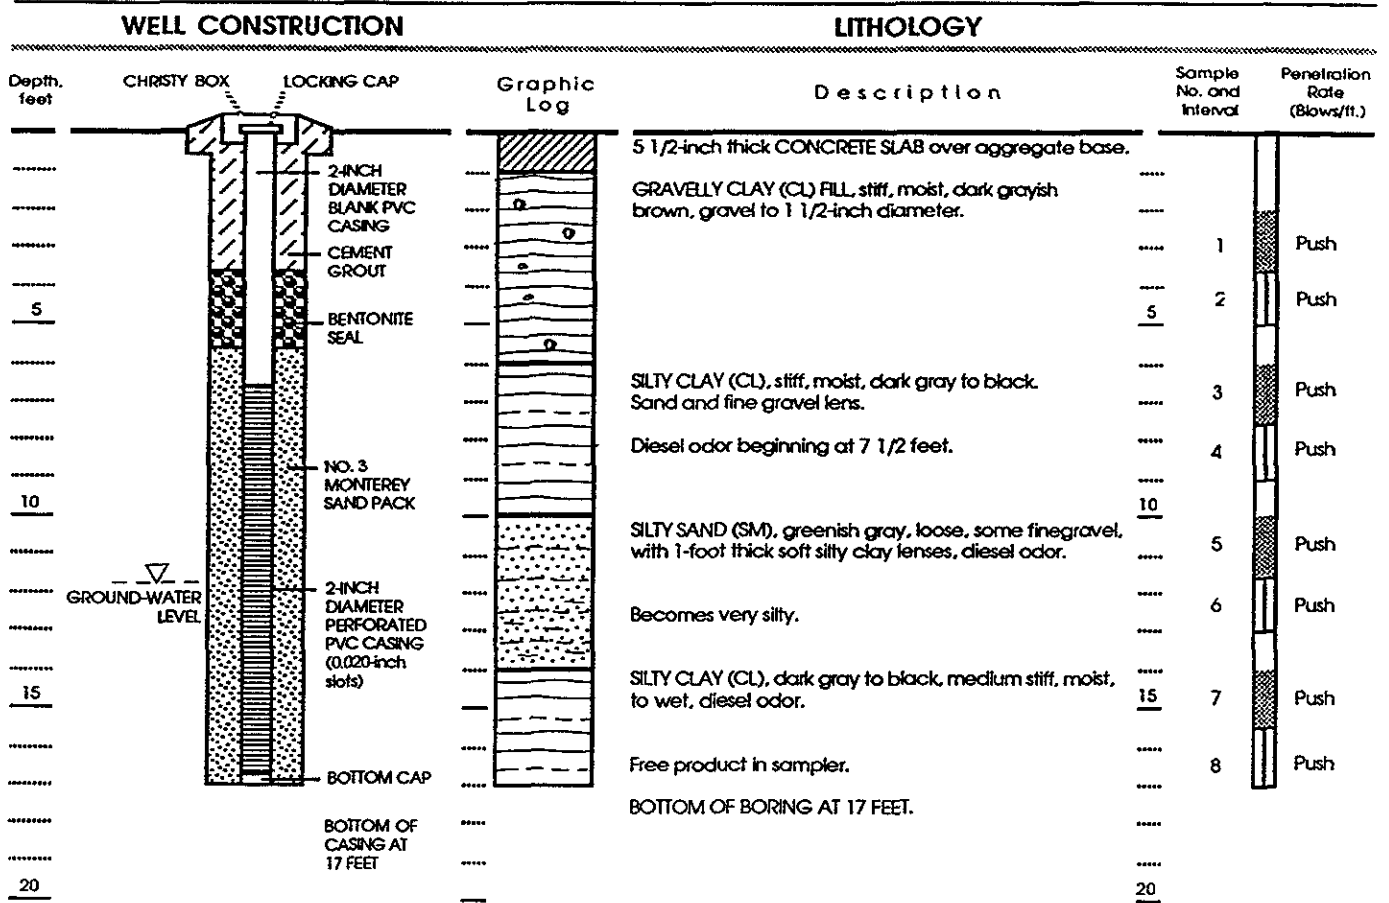 WELL CONSTRUCTION
LITHOLOGY
Depth, feet
CHRISTY BOX
LOCKING CAP
Graphic Log
Description
Sample No. and Interval
Penetration Rate (Blows/ft.)
2-INCH
DIAMETER
BLANK PVC
CASING
CEMENT
GROUT
BENTONITE
SEAL
NO. 3
MONTEREY
SAND PACK
2-INCH
DIAMETER
PERFORATED
PVC CASING
(0.020-inch
slots)
BOTTOM CAP
BOTTOM OF
CASING AT
17 FEET
5
10
GROUND-WATER
LEVEL
15
20
5 1/2-inch thick CONCRETE SLAB over aggregate base.
GRAVELLY CLAY (CL) FILL, stiff, moist, dark grayish
brown, gravel to 1 1/2-inch diameter.
SILTY CLAY (CL), stiff, moist, dark gray to black.
Sand and fine gravel lens.
Diesel odor beginning at 7 1/2 feet.
SILTY SAND (SM), greenish gray, loose, some finegravel,
with 1-foot thick soft silty clay lenses, diesel odor.
Becomes very silty.
SILTY CLAY (CL), dark gray to black, medium stiff, moist,
to wet, diesel odor.
Free product in sampler.
BOTTOM OF BORING AT 17 FEET.
5
10
15
20
1 Push
2 Push
3 Push
4 Push
5 Push
6 Push
7 Push
8 Push